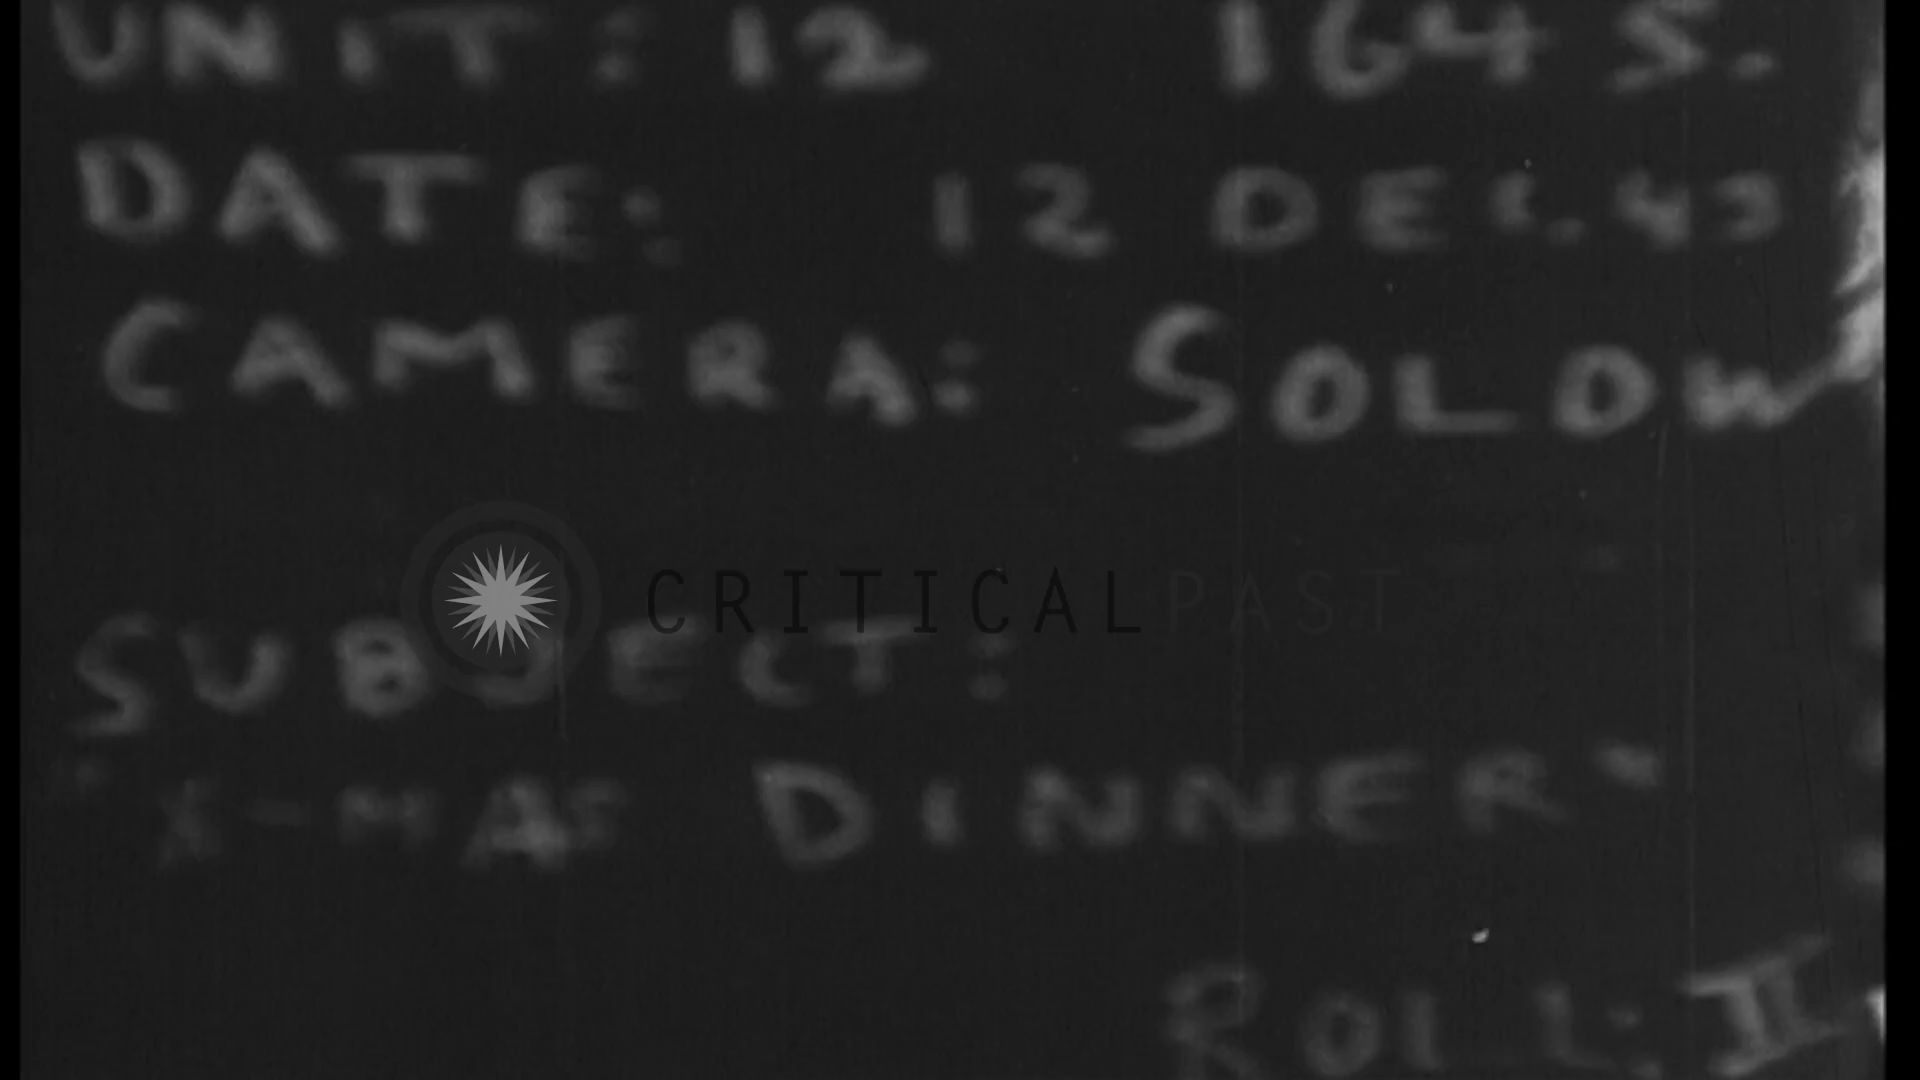 UNIT: 12 164 S.
DATE: 12 DEC. 43
CAMERA: SOLOW
CRITICALPAST
SUBJECT:
"X-MAS DINNER"
ROLL: II